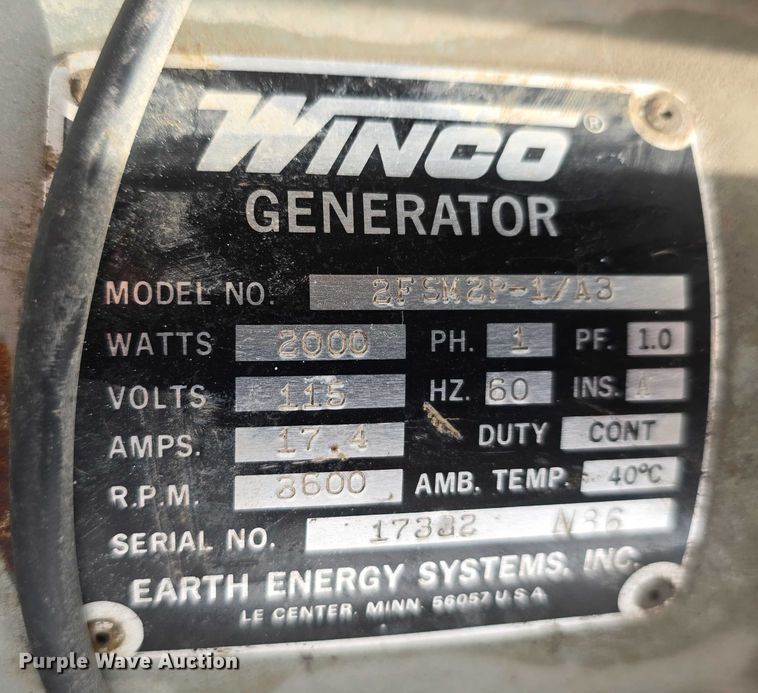 WINCO®
GENERATOR
MODEL NO. 2FSM2P-1/A3
WATTS 2000 PH. 1 PF. 1.0
VOLTS 115 HZ. 60 INS. A
AMPS. 17.4 DUTY CONT
R.P.M. 3600 AMB. TEMP. 40°C
SERIAL NO. 17332 N86
EARTH ENERGY SYSTEMS, INC.
LE CENTER, MINN. 56057 U.S.A.
Purple Wave Auction